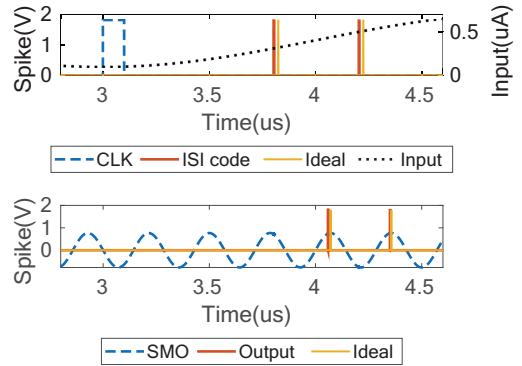 Spike(V)
2
1
0
0.5
0
Input(uA)
3 3.5 4 4.5
Time(us)
CLK ISI code Ideal Input
Spike(V)
2
1
0
3 3.5 4 4.5
Time(us)
SMO Output Ideal